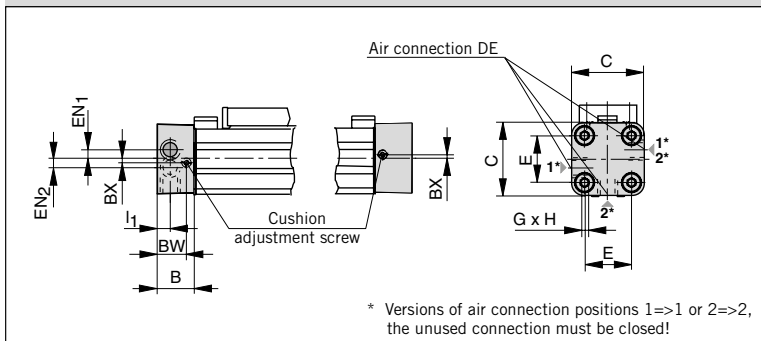 Air connection DE
C
EN1
EN2
BX
I1
BW
B
Cushion
adjustment screw
BX
C
E
1*
1*
2*
2*
G x H
E
* Versions of air connection positions 1=>1 or 2=>2,
the unused connection must be closed!